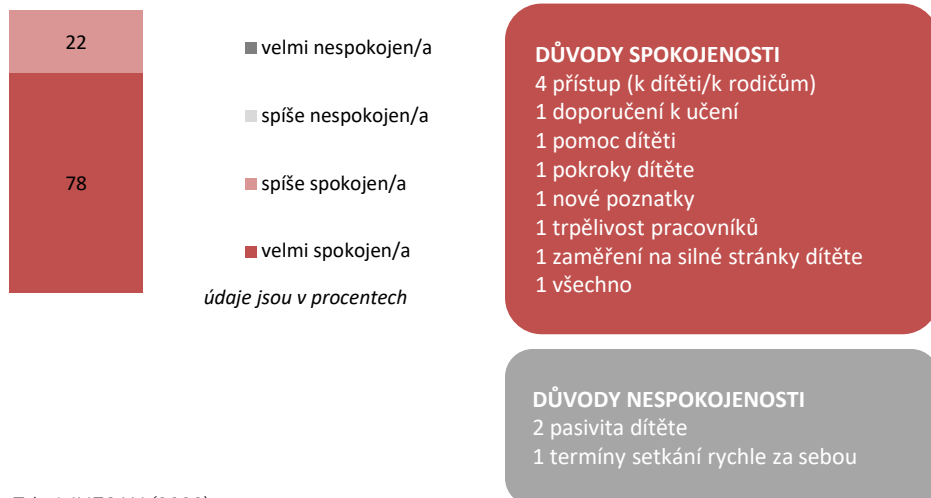 22
78
velmi nespokojen/a
spíše nespokojen/a
spíše spokojen/a
velmi spokojen/a
údaje jsou v procentech
DŮVODY SPOKOJENOSTI
4 přístup (k dítěti/k rodičům)
1 doporučení k učení
1 pomoc dítěti
1 pokroky dítěte
1 nové poznatky
1 trpělivost pracovníků
1 zaměření na silné stránky dítěte
1 všechno
DŮVODY NESPOKOJENOSTI
2 pasivita dítěte
1 termíny setkání rychle za sebou